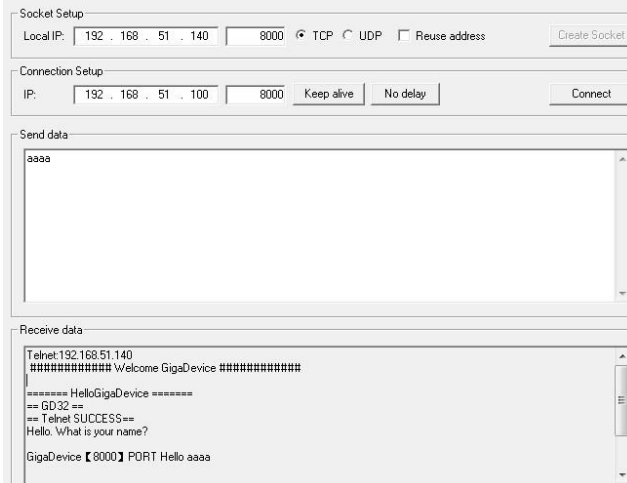 Socket Setup
Local IP: 192 . 168 . 51 . 140 8000 TCP UDP Reuse address Create Socket
Connection Setup
IP: 192 . 168 . 51 . 100 8000 Keep alive No delay Connect
Send data
aaaa
Receive data
Telnet:192.168.51.140
############# Welcome GigaDevice #############
======= HelloGigaDevice =======
== GD32 ==
== Telnet SUCCESS==
Hello. What is your name?
GigaDevice【8000】PORT Hello aaaa